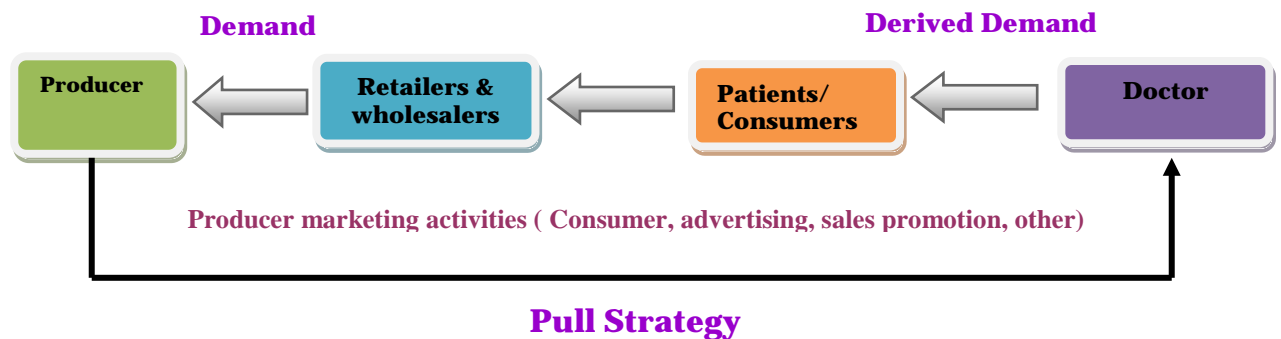 Demand
Derived Demand
Producer
Retailers &
wholesalers
Patients/
Consumers
Doctor
Producer marketing activities ( Consumer, advertising, sales promotion, other)
Pull Strategy